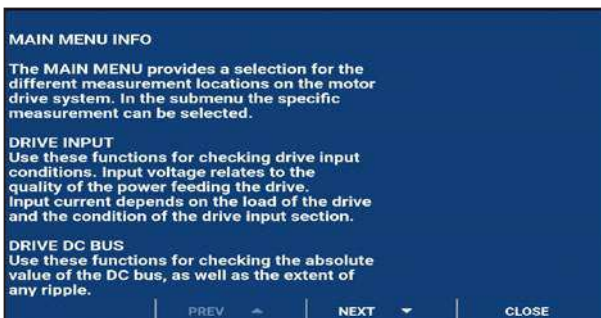 MAIN MENU INFO
The MAIN MENU provides a selection for the
different measurement locations on the motor
drive system. In the submenu the specific
measurement can be selected.
DRIVE INPUT
Use these functions for checking drive input
conditions. Input voltage relates to the
quality of the power feeding the drive.
Input current depends on the load of the drive
and the condition of the drive input section.
DRIVE DC BUS
Use these functions for checking the absolute
value of the DC bus, as well as the extent of
any ripple.
PREV NEXT CLOSE